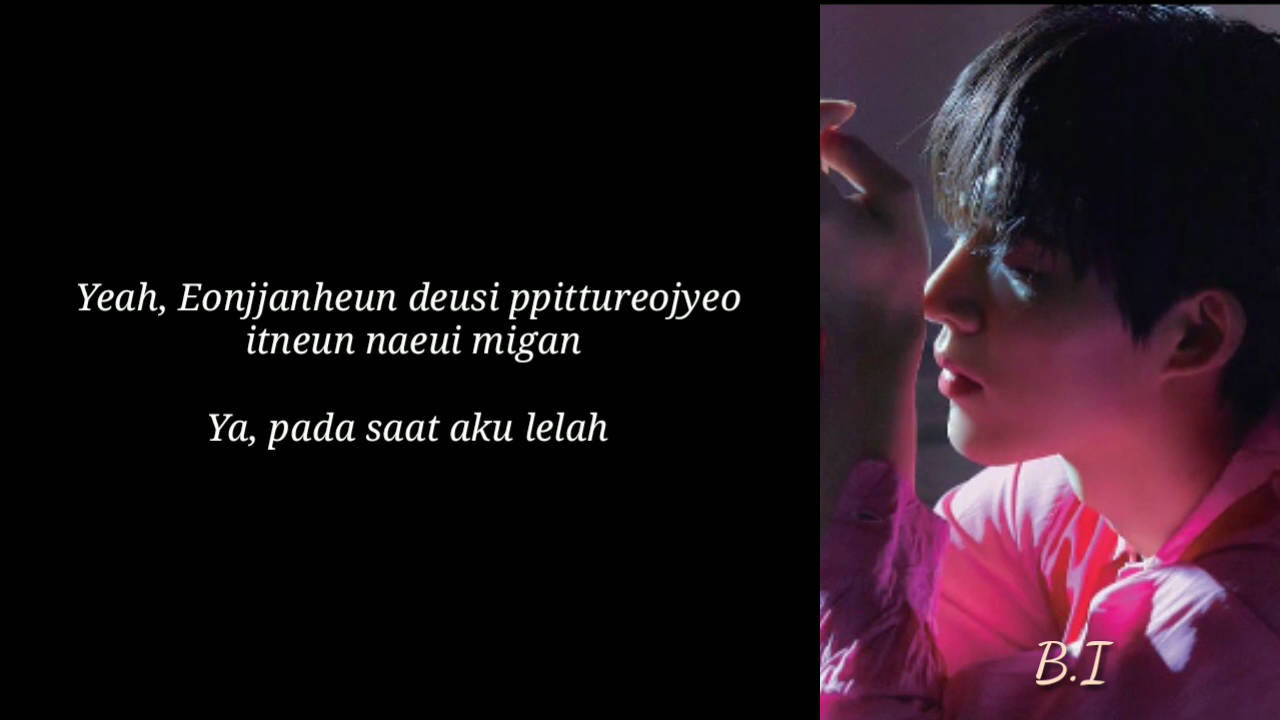 Yeah, Eonjjanheun deusi ppittureojyeo
itneun naeui migan
Ya, pada saat aku lelah
B.I